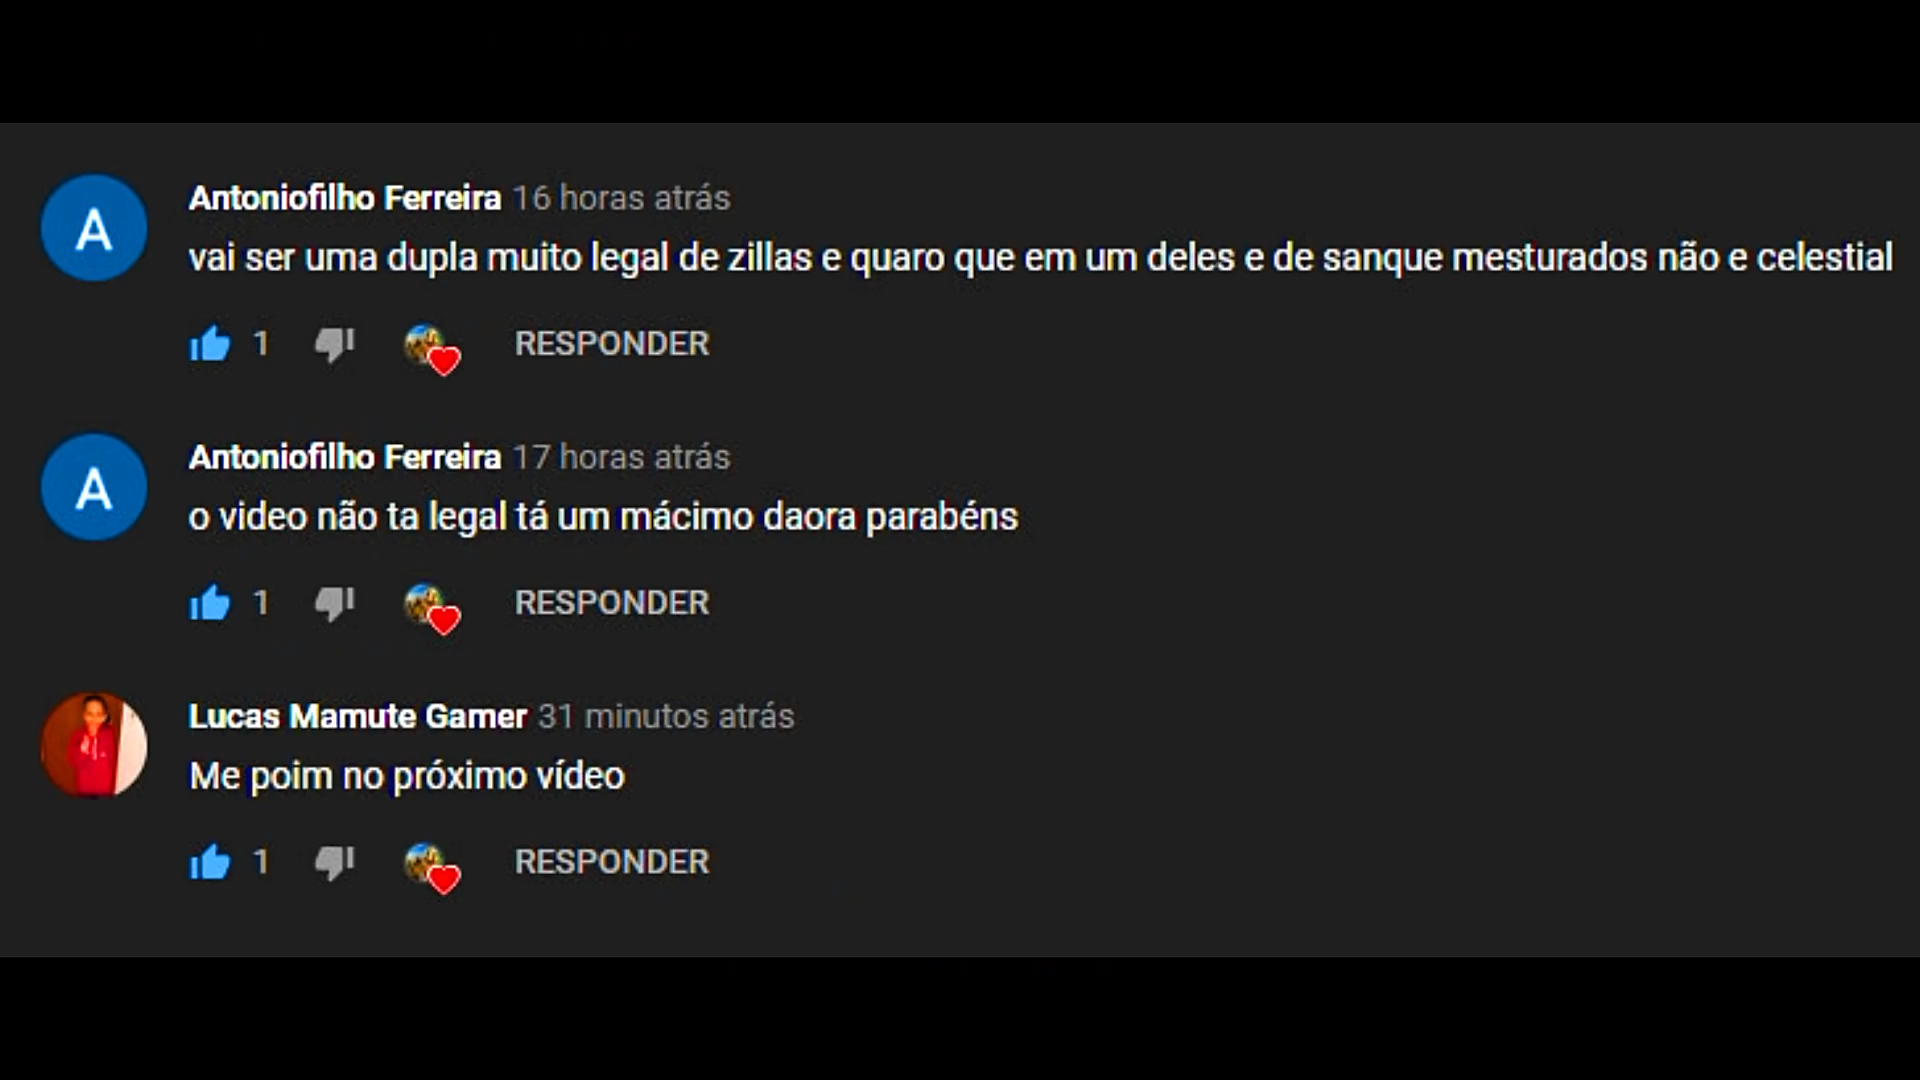 A
Antoniofilho Ferreira 16 horas atrás
vai ser uma dupla muito legal de zillas e quaro que em um deles e de sanque mesturados não e celestial
1 RESPONDER
A
Antoniofilho Ferreira 17 horas atrás
o video não ta legal tá um mácimo daora parabéns
1 RESPONDER
Lucas Mamute Gamer 31 minutos atrás
Me poim no próximo vídeo
1 RESPONDER